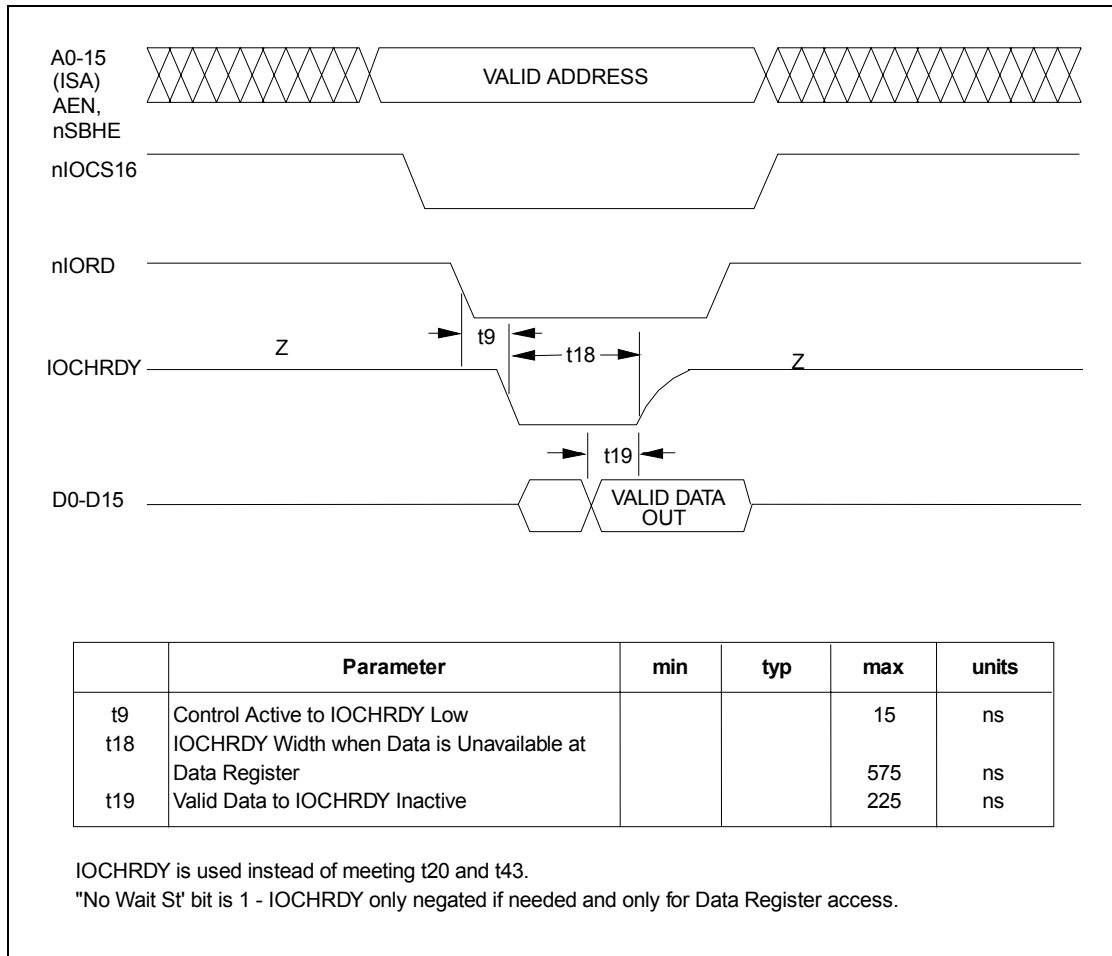 A0-15
(ISA)
AEN,
nSBHE
VALID ADDRESS
nIOCS16
nIORD
t9
Z
t18
Z
IOCHRDY
t19
D0-D15
VALID DATA
OUT
Parameter min typ max units
t9 Control Active to IOCHRDY Low 15 ns
t18 IOCHRDY Width when Data is Unavailable at
Data Register 575 ns
t19 Valid Data to IOCHRDY Inactive 225 ns
IOCHRDY is used instead of meeting t20 and t43.
"No Wait St' bit is 1 - IOCHRDY only negated if needed and only for Data Register access.